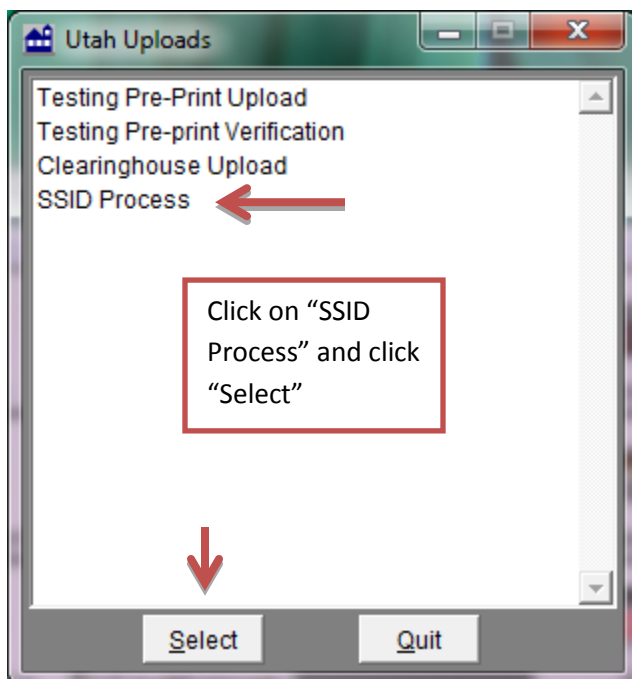 Utah Uploads
Testing Pre-Print Upload
Testing Pre-print Verification
Clearinghouse Upload
SSID Process
Click on “SSID
Process” and click
“Select”
Select
Quit